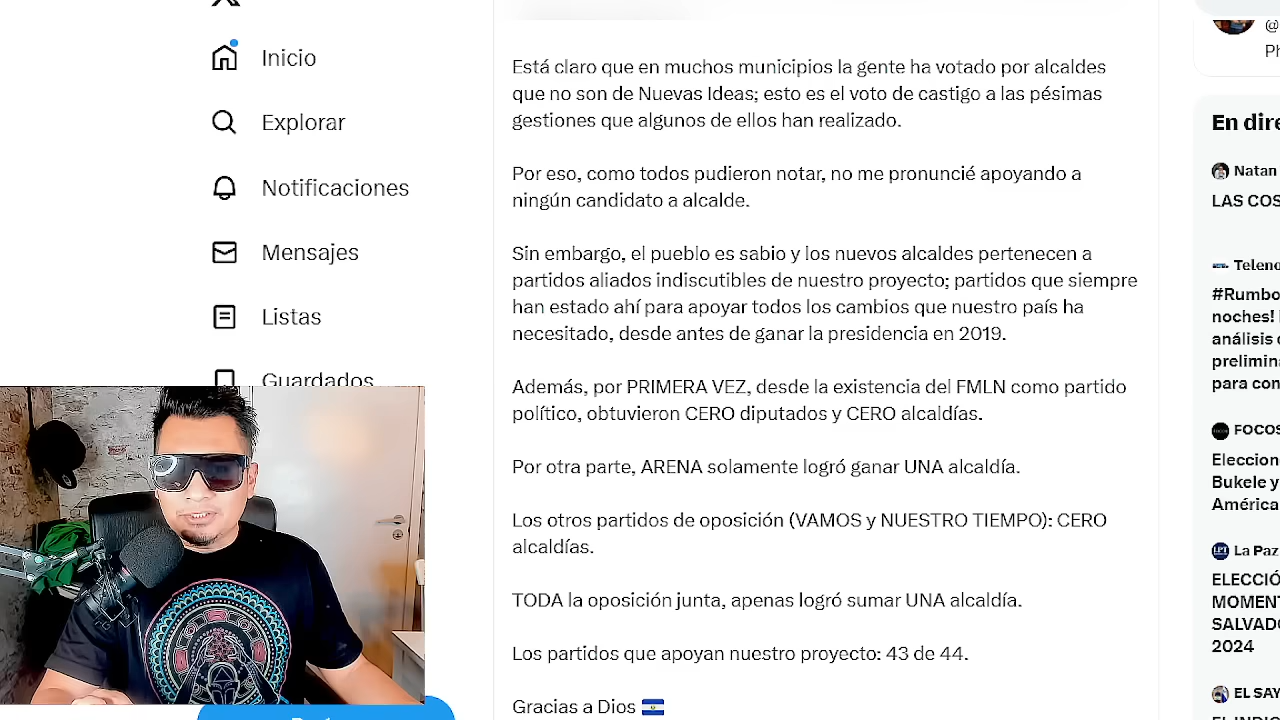 Inicio
Explorar
Notificaciones
Mensajes
Listas
Guardados
Está claro que en muchos municipios la gente ha votado por alcaldes
que no son de Nuevas Ideas; esto es el voto de castigo a las pésimas
gestiones que algunos de ellos han realizado.
Por eso, como todos pudieron notar, no me pronuncié apoyando a
ningún candidato a alcalde.
Sin embargo, el pueblo es sabio y los nuevos alcaldes pertenecen a
partidos aliados indiscutibles de nuestro proyecto; partidos que siempre
han estado ahí para apoyar todos los cambios que nuestro país ha
necesitado, desde antes de ganar la presidencia en 2019.
Además, por PRIMERA VEZ, desde la existencia del FMLN como partido
político, obtuvieron CERO diputados y CERO alcaldías.
Por otra parte, ARENA solamente logró ganar UNA alcaldía.
Los otros partidos de oposición (VAMOS y NUESTRO TIEMPO): CERO
alcaldías.
TODA la oposición junta, apenas logró sumar UNA alcaldía.
Los partidos que apoyan nuestro proyecto: 43 de 44.
Gracias a Dios
@
Ph
En dire
Natan
LAS COS
Teleno
#Rumbo
noches!
análisis
prelimina
para con
FOCOS
Eleccion
Bukele y
América
LPT
La Paz
ELECCIÓ
MOMENT
SALVADO
2024
EL SAY